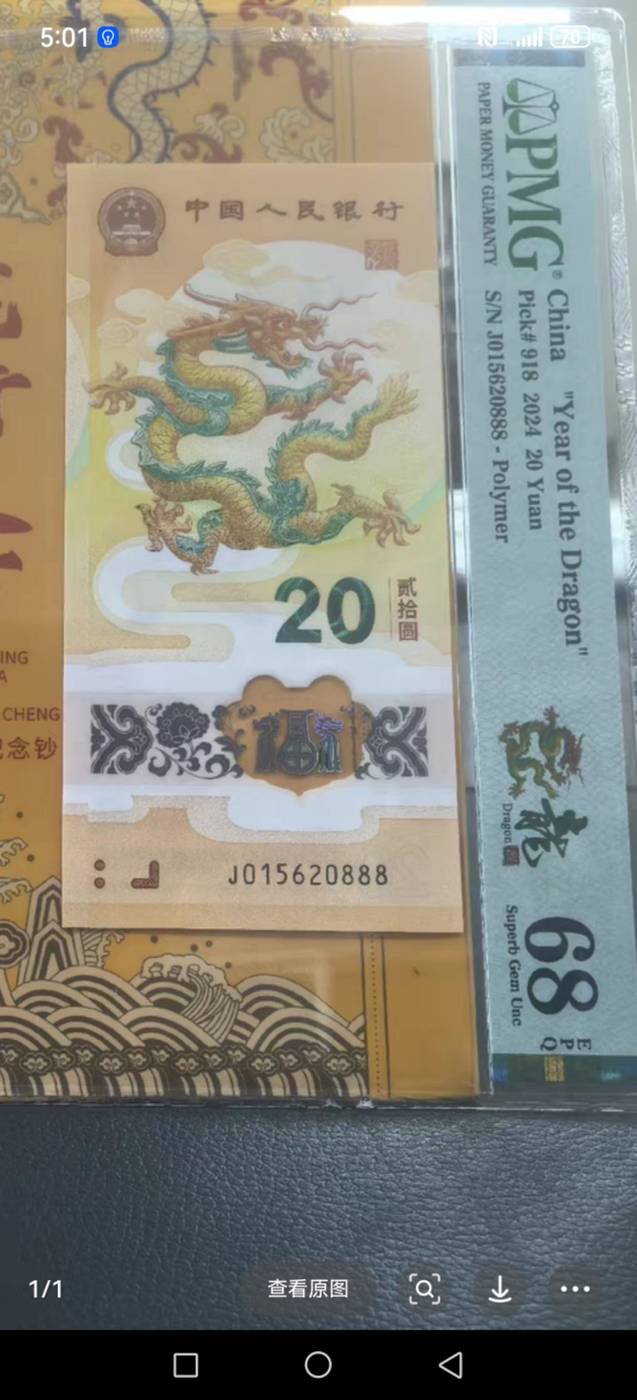 5:01
70
中国人民银行
20
贰拾圆
福
J015620888
ING
A
CHENG
念钞
PMG®
PAPER MONEY GUARANTY
China "Year of the Dragon"
Pick# 918 2024 20 Yuan
S/N J015620888 - Polymer
龍
Dragon
68
EPQ
Superb Gem Unc
1/1
查看原图